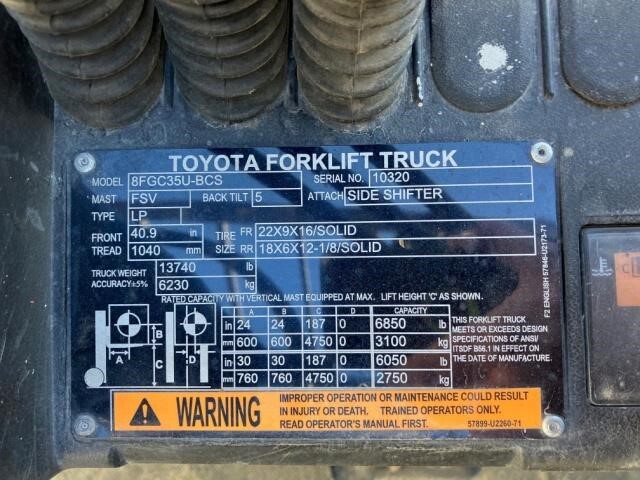 TOYOTA FORKLIFT TRUCK
MODEL 8FGC35U-BCS SERIAL NO. 10320
MAST FSV BACK TILT 5 ATTACH SIDE SHIFTER
TYPE LP
FRONT 40.9 in TIRE FR 22X9X16/SOLID
TREAD 1040 mm SIZE RR 18X6X12-1/8/SOLID
TRUCK WEIGHT 13740 lb
ACCURACY±5% 6230 kg
RATED CAPACITY WITH VERTICAL MAST EQUIPPED AT MAX. LIFT HEIGHT 'C' AS SHOWN.
A B C D
in 24 24 187 0 6850 lb
mm 600 600 4750 0 3100 kg
in 30 30 187 0 6050 lb
mm 760 760 4750 0 2750 kg
A B C D
THIS FORKLIFT TRUCK
MEETS OR EXCEEDS DESIGN
SPECIFICATIONS OF ANSI/
ITSDF B56.1 IN EFFECT ON
THE DATE OF MANUFACTURE.
F2 ENGLISH 57846-U2173-71
WARNING
IMPROPER OPERATION OR MAINTENANCE COULD RESULT
IN INJURY OR DEATH. TRAINED OPERATORS ONLY.
READ OPERATOR'S MANUAL FIRST. 57899-U2260-71